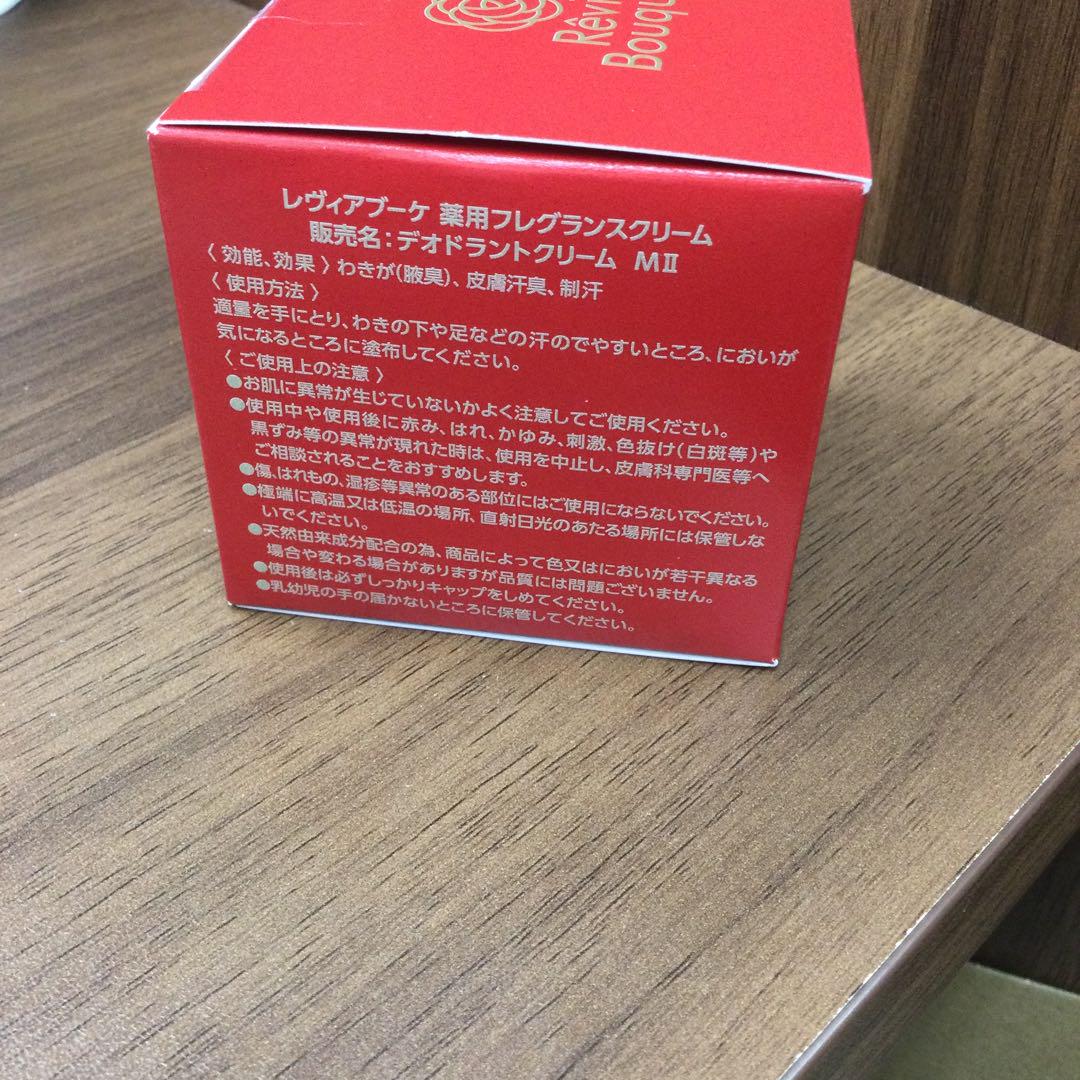 Rêvi
Bouqu
レヴィアブーケ 薬用フレグランスクリーム
販売名：デオドラントクリーム MⅡ
〈 効能、効果 〉わきが(腋臭)、皮膚汗臭、制汗
〈 使用方法 〉
適量を手にとり、わきの下や足などの汗のでやすいところ、においが
気になるところに塗布してください。
〈 ご使用上の注意 〉
●お肌に異常が生じていないかよく注意してご使用ください。
●使用中や使用後に赤み、はれ、かゆみ、刺激、色抜け(白斑等)や
黒ずみ等の異常が現れた時は、使用を中止し、皮膚科専門医等へ
ご相談されることをおすすめします。
●傷、はれもの、湿疹等異常のある部位にはご使用にならないでください。
●極端に高温又は低温の場所、直射日光のあたる場所には保管しな
いでください。
●天然由来成分配合の為、商品によって色又はにおいが若干異なる
場合や変わる場合がありますが品質には問題ございません。
●使用後は必ずしっかりキャップをしめてください。
●乳幼児の手の届かないところに保管してください。